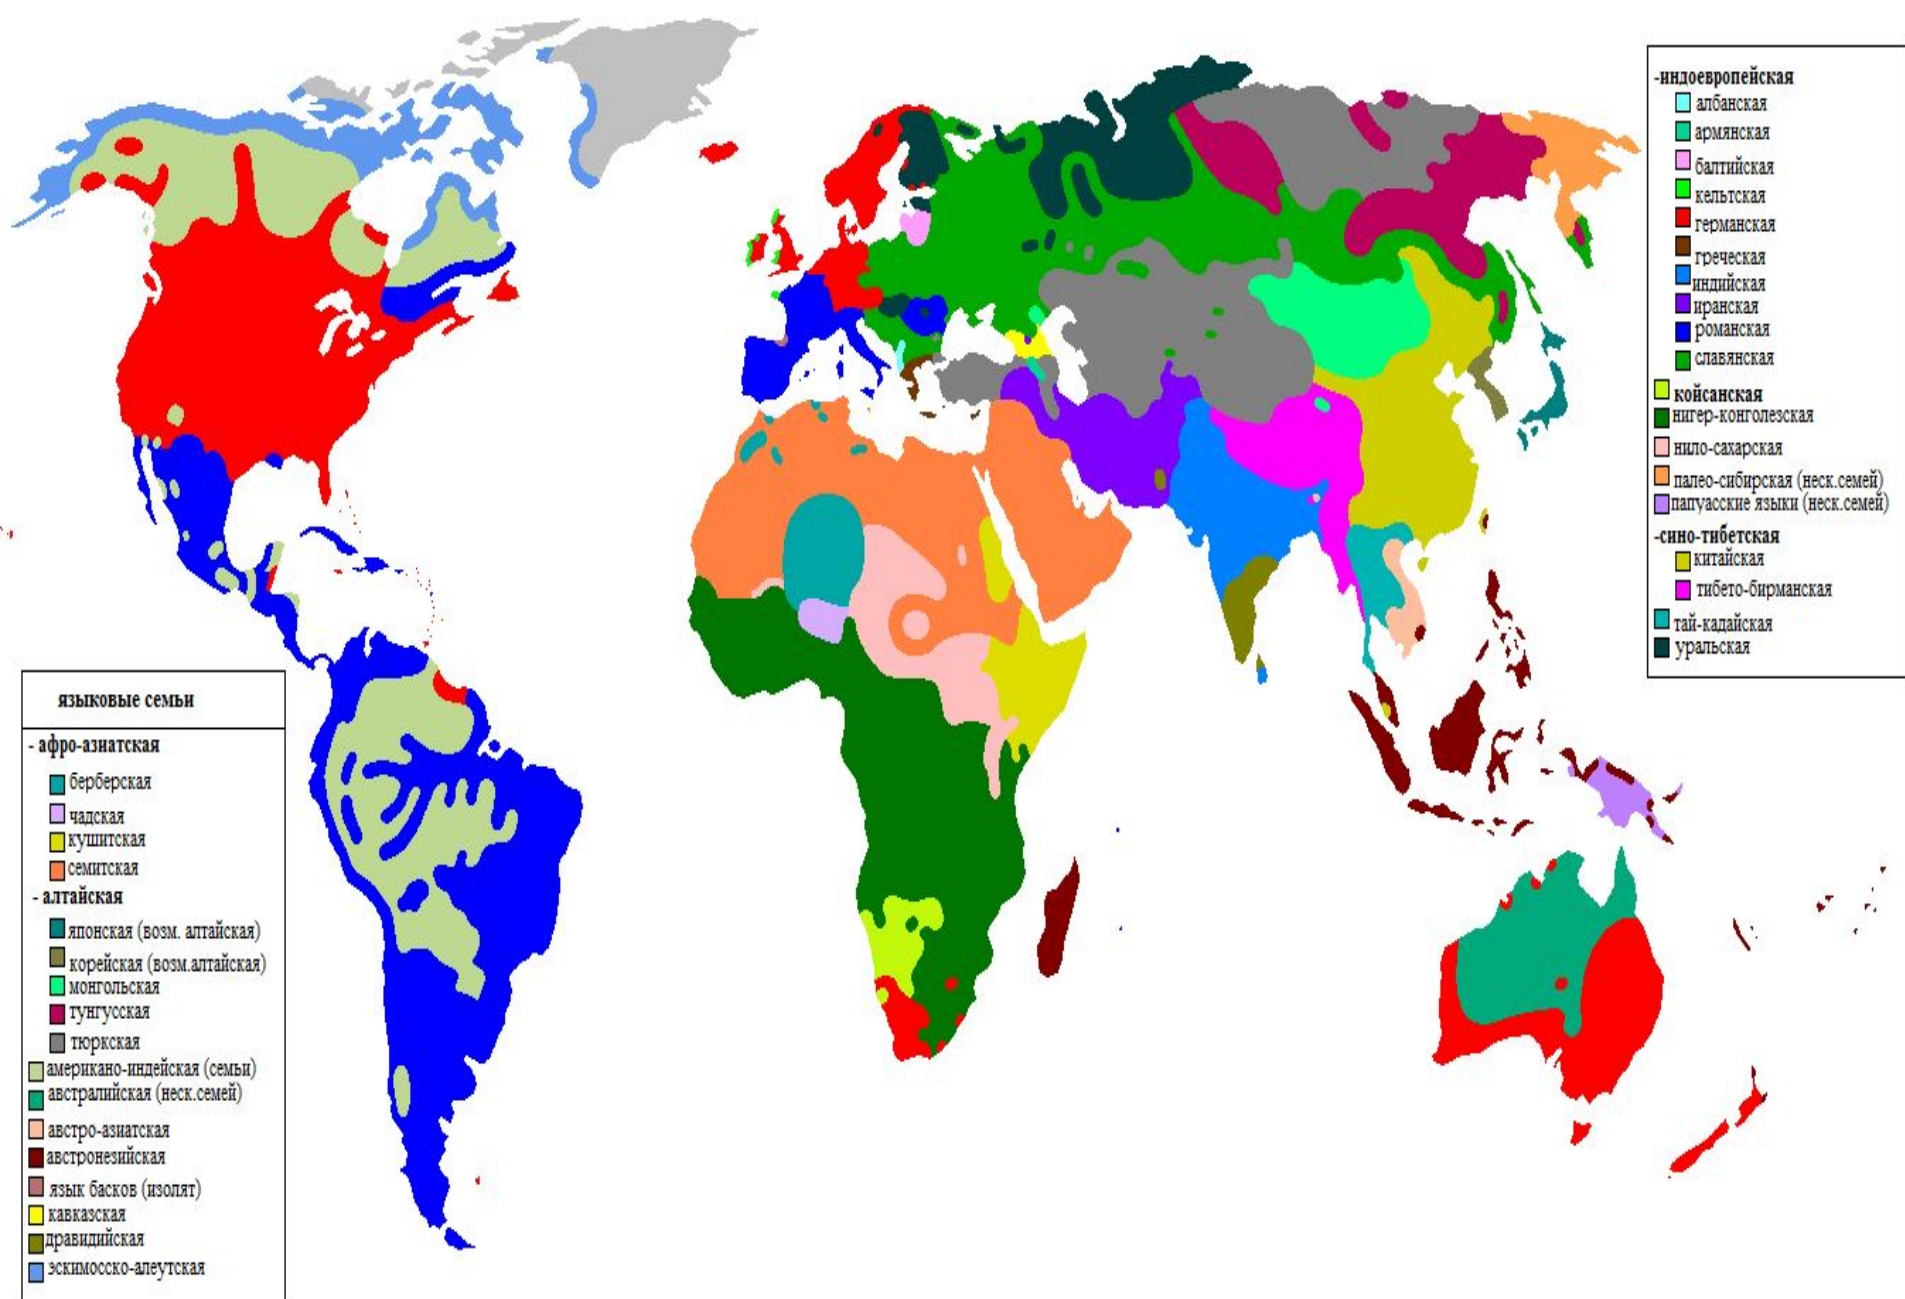 языковые семьи
- афро-азиатская
берберская
чадская
кушитская
семитская
- алтайская
японская (возм. алтайская)
корейская (возм.алтайская)
монгольская
тунгусская
тюркская
американо-индейская (семьи)
австралийская (неск.семей)
австро-азиатская
австронезийская
язык басков (изолят)
кавказская
дравидийская
эскимосско-алеутская
-индоевропейская
албанская
армянская
балтийская
кельтская
германская
греческая
индийская
иранская
романская
славянская
койсанская
нигер-конголезская
нило-сахарская
палео-сибирская (неск.семей)
папуасские языки (неск.семей)
-сино-тибетская
китайская
тибето-бирманская
тай-кадайская
уральская